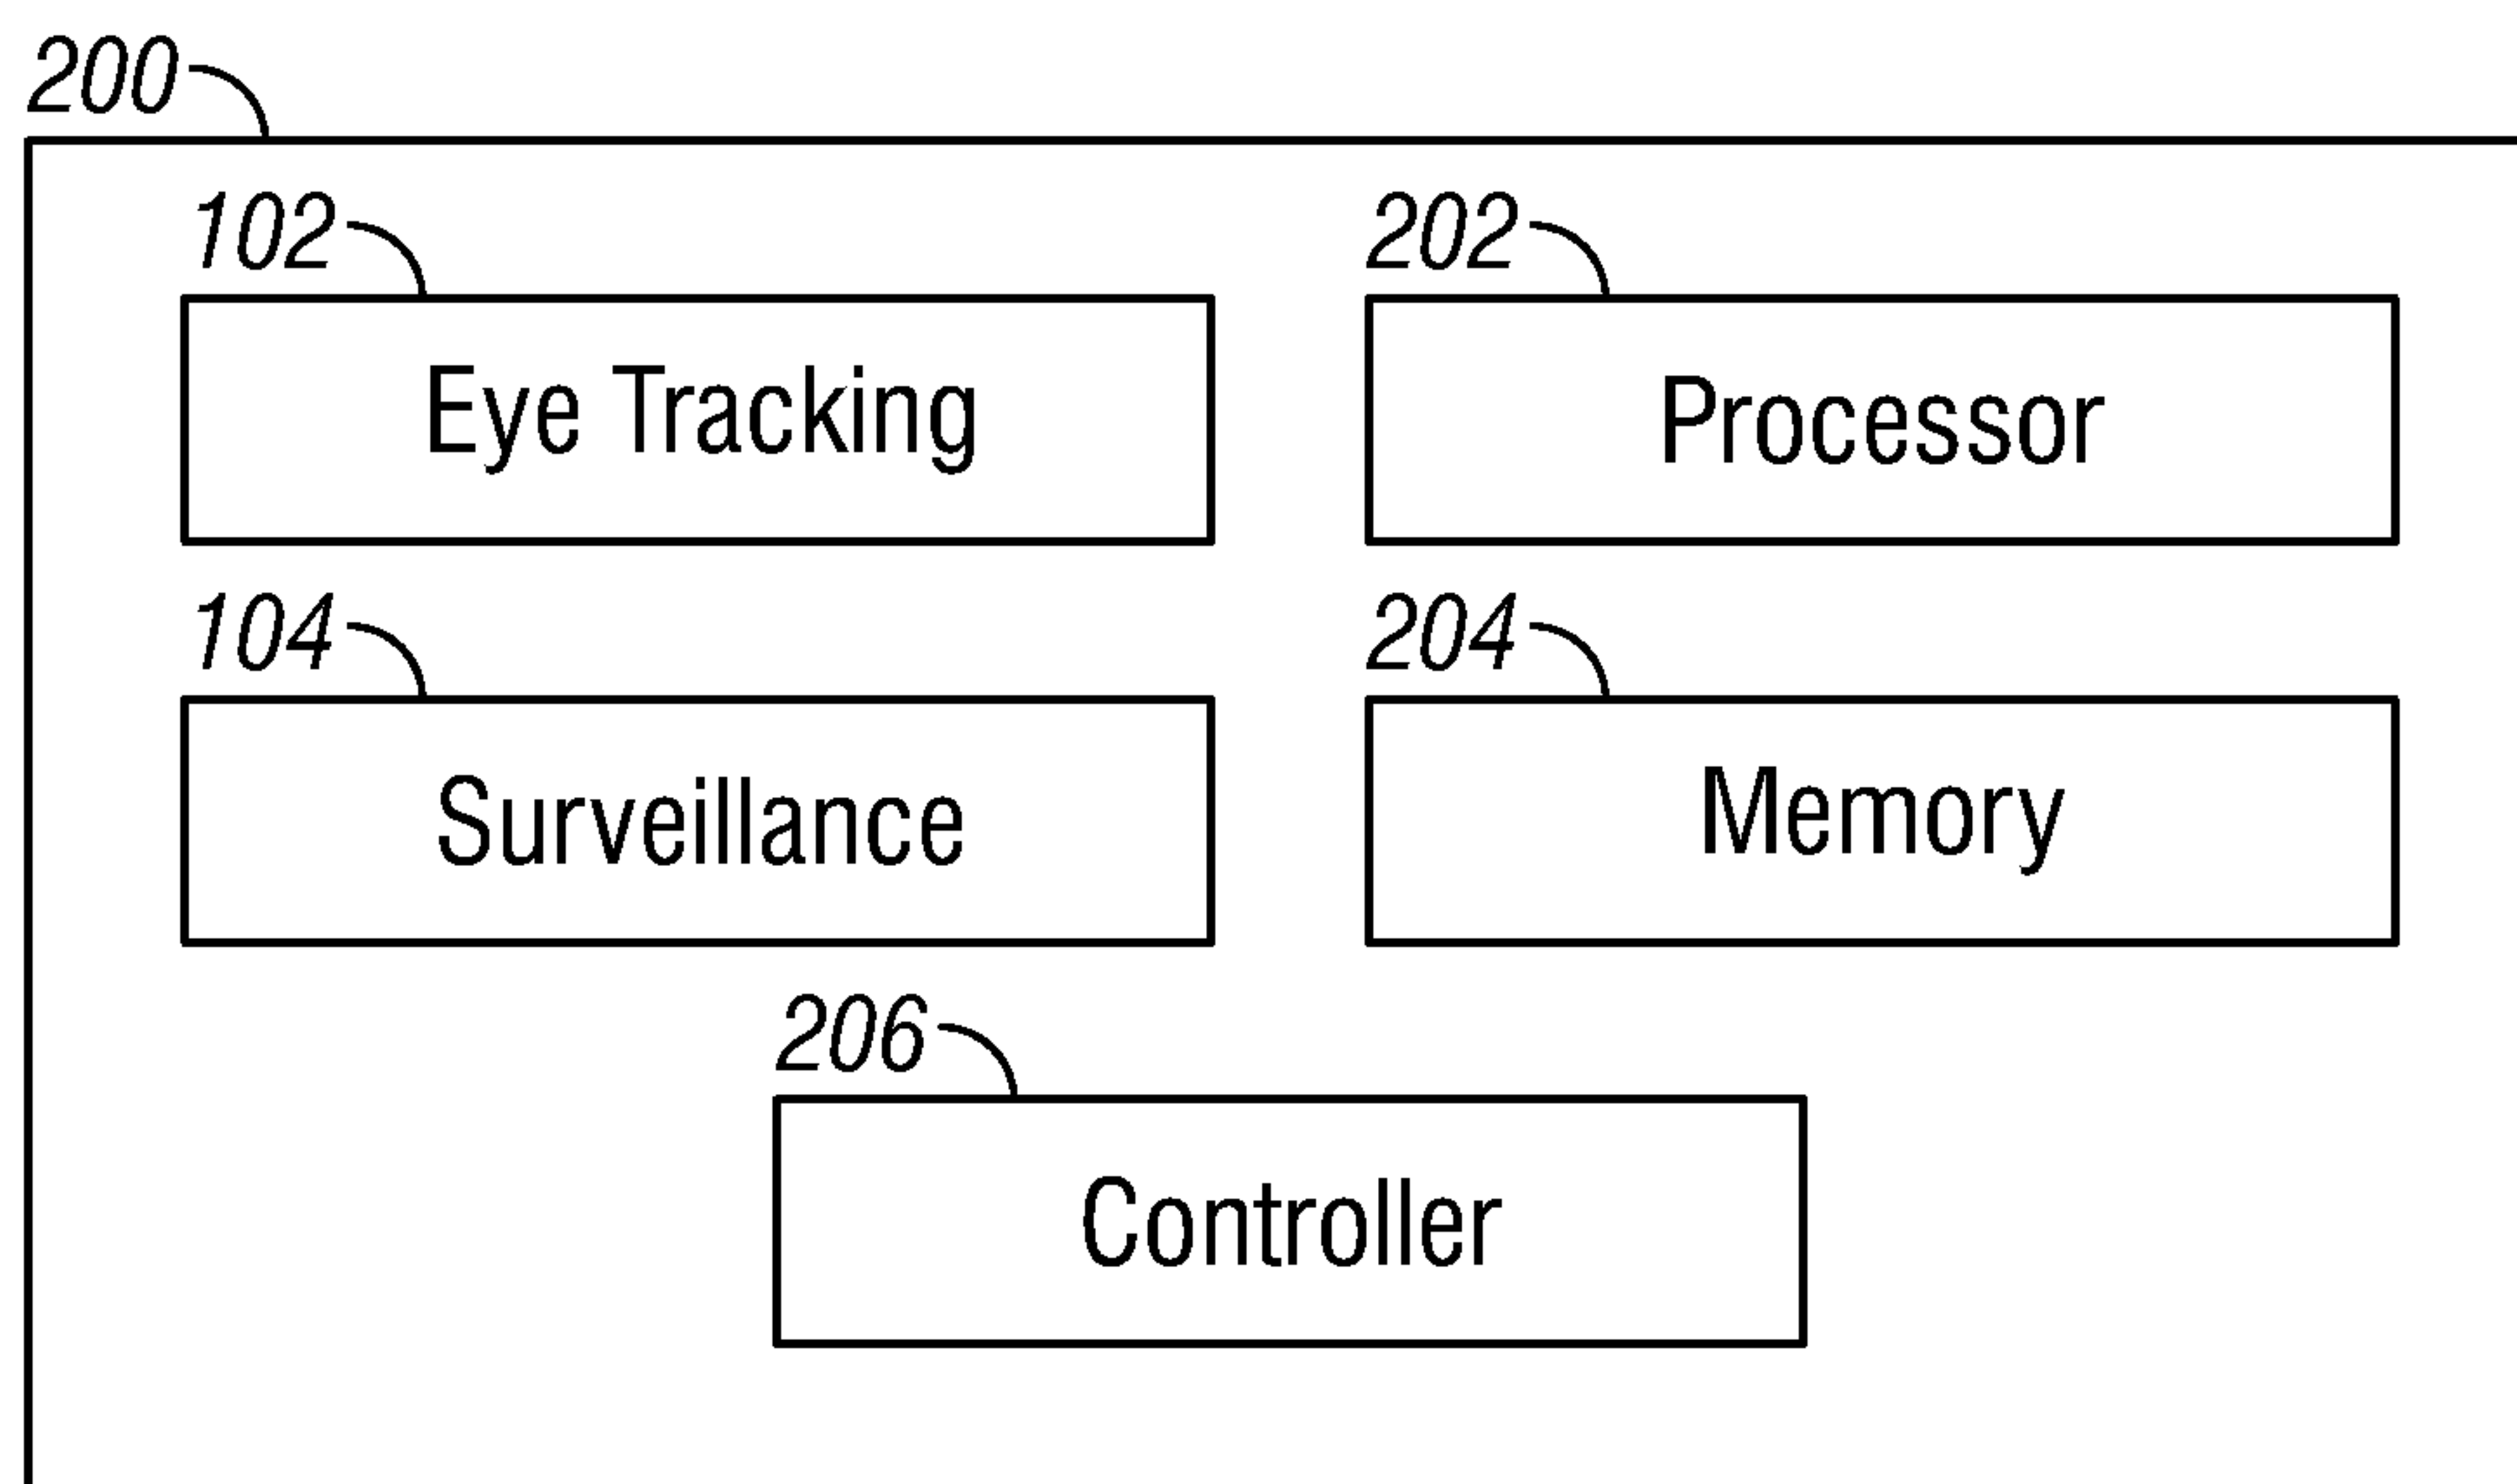 200
102
202
Eye Tracking
Processor
104
204
Surveillance
Memory
206
Controller